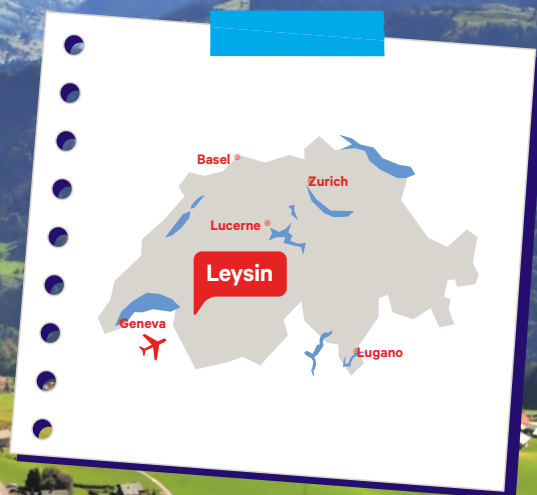 Basel
Zurich
Lucerne
Leysin
Geneva
Lugano